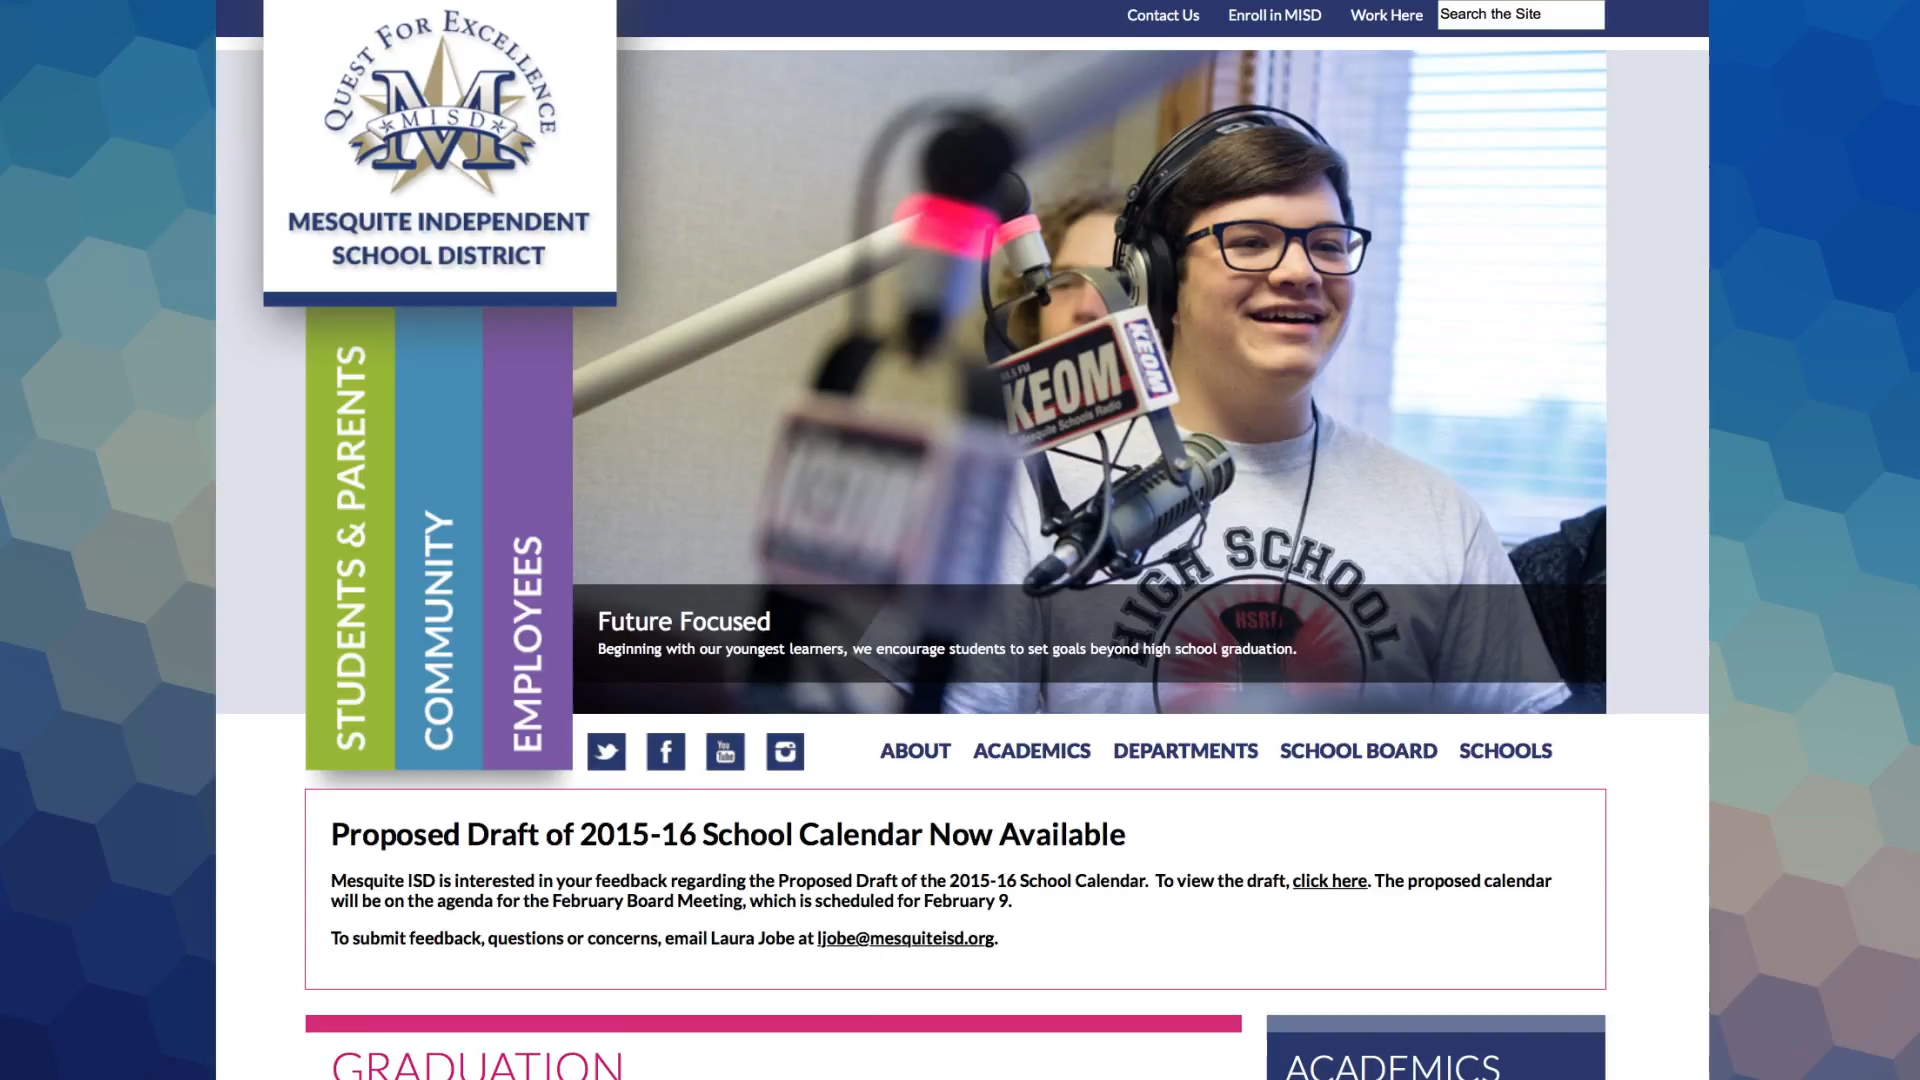 Contact Us Enroll in MISD Work Here Search the Site
QUEST FOR EXCELLENCE
M
MISD
MESQUITE INDEPENDENT
SCHOOL DISTRICT
STUDENTS & PARENTS
COMMUNITY
EMPLOYEES
KEOM
KEOM
Mesquite Schools Radio
HIGH SCHOOL
Future Focused
Beginning with our youngest learners, we encourage students to set goals beyond high school graduation.
You
Tube
ABOUT ACADEMICS DEPARTMENTS SCHOOL BOARD SCHOOLS
Proposed Draft of 2015-16 School Calendar Now Available
Mesquite ISD is interested in your feedback regarding the Proposed Draft of the 2015-16 School Calendar. To view the draft, click here. The proposed calendar
will be on the agenda for the February Board Meeting, which is scheduled for February 9.
To submit feedback, questions or concerns, email Laura Jobe at ljobe@mesquiteisd.org.
GRADUATION
ACADEMICS